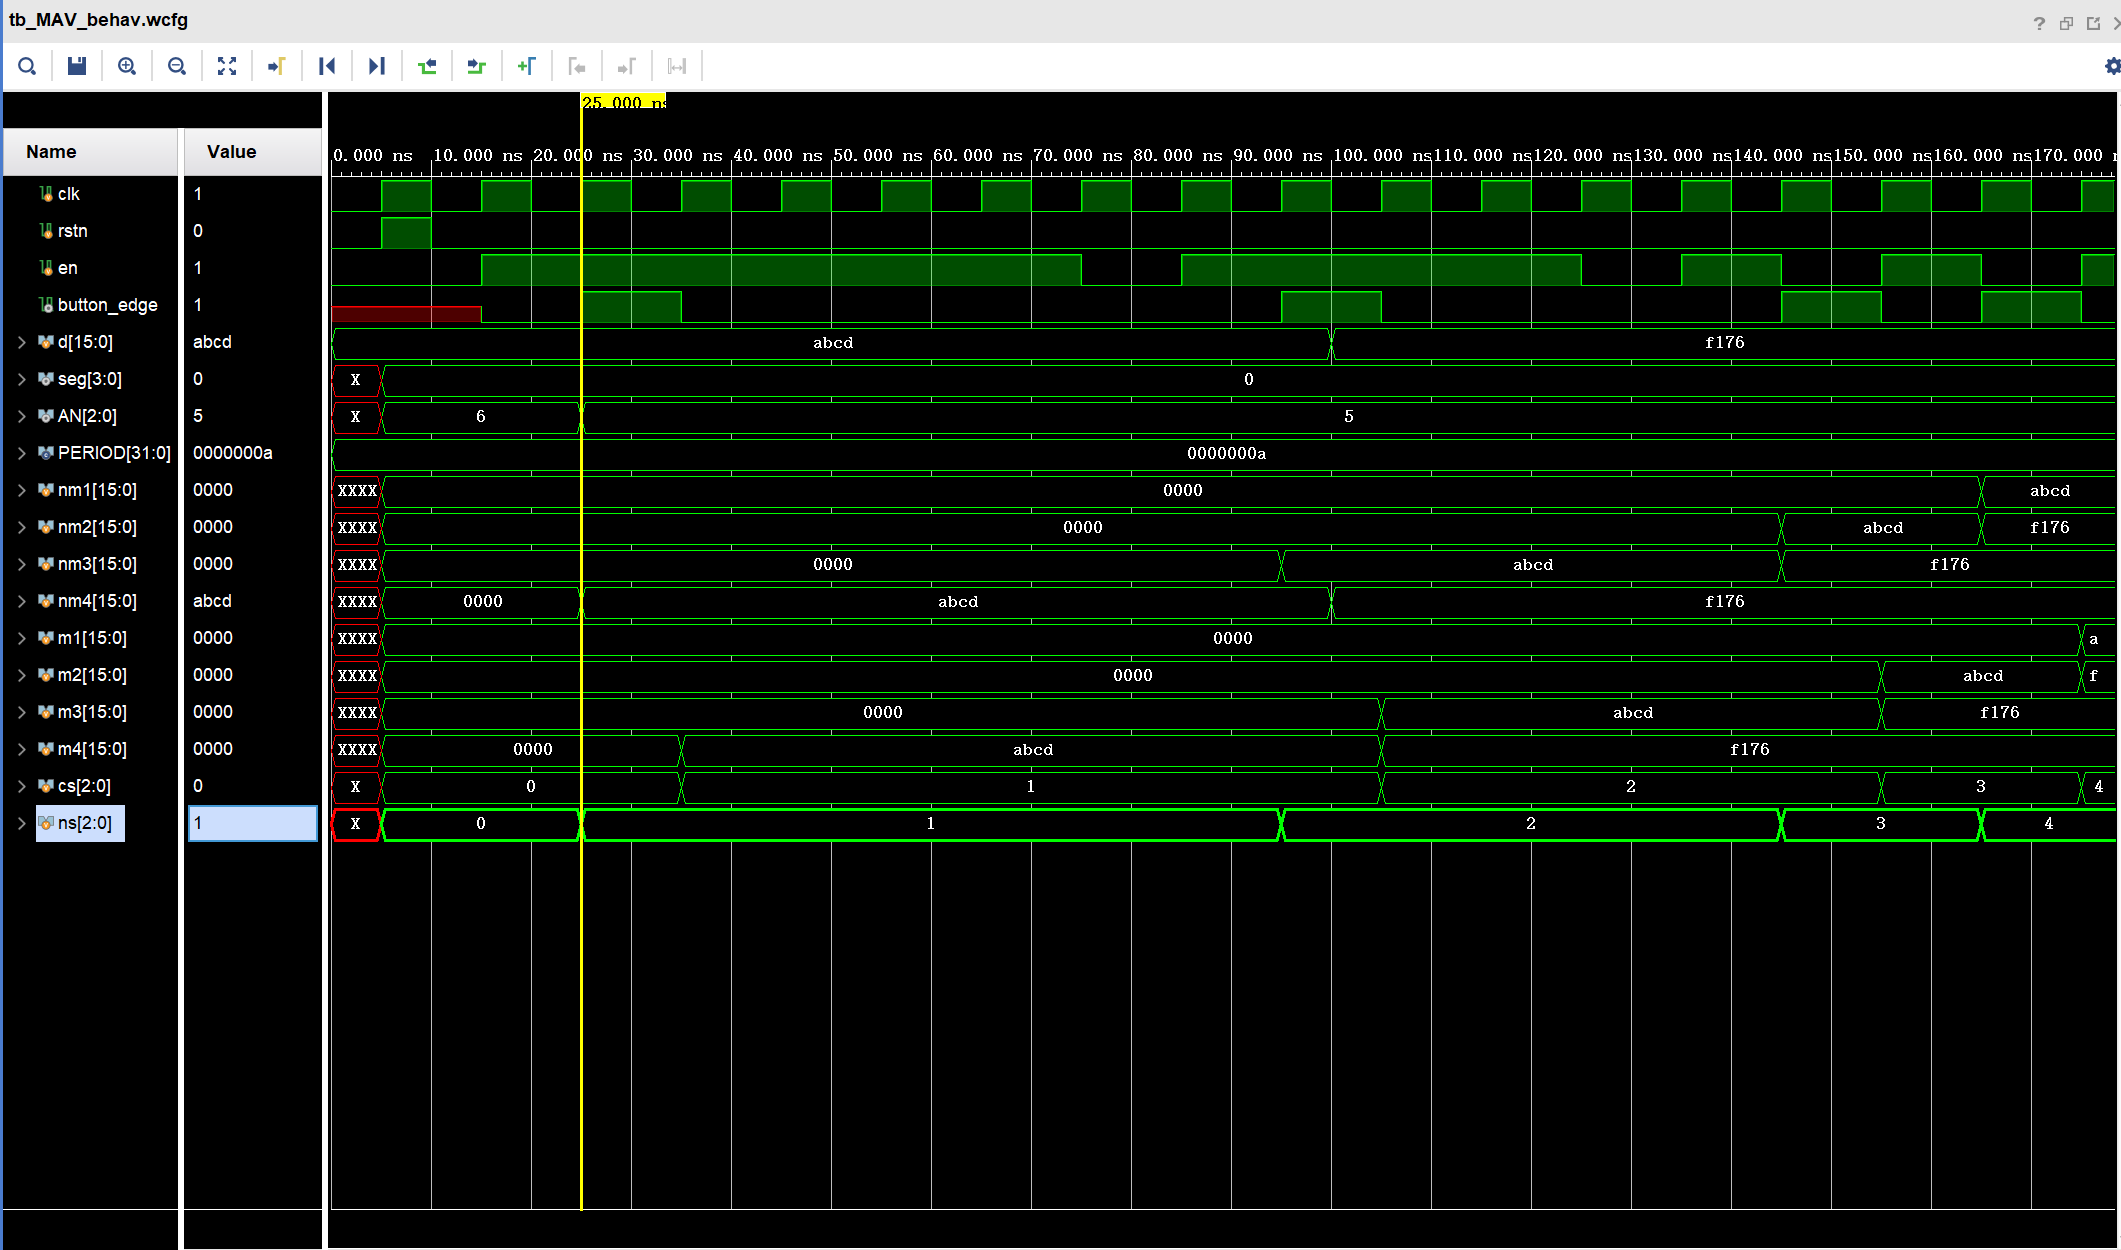 tb_MAV_behav.wcfg
25.000 ns
Name Value
0.000 ns 10.000 ns 20.000 ns 30.000 ns 40.000 ns 50.000 ns 60.000 ns 70.000 ns 80.000 ns 90.000 ns 100.000 ns 110.000 ns 120.000 ns 130.000 ns 140.000 ns 150.000 ns 160.000 ns 170.000
clk 1
rstn 0
en 1
button_edge 1
d[15:0] abcd abcd f176
seg[3:0] 0 X 0
AN[2:0] 5 X 6 5
PERIOD[31:0] 0000000a 0000000a
nm1[15:0] 0000 XXXX 0000 abcd
nm2[15:0] 0000 XXXX 0000 abcd f176
nm3[15:0] 0000 XXXX 0000 abcd f176
nm4[15:0] abcd XXXX 0000 abcd f176
m1[15:0] 0000 XXXX 0000 a
m2[15:0] 0000 XXXX 0000 abcd f
m3[15:0] 0000 XXXX 0000 abcd f176
m4[15:0] 0000 XXXX 0000 abcd f176
cs[2:0] 0 X 0 1 2 3 4
ns[2:0] 1 X 0 1 2 3 4